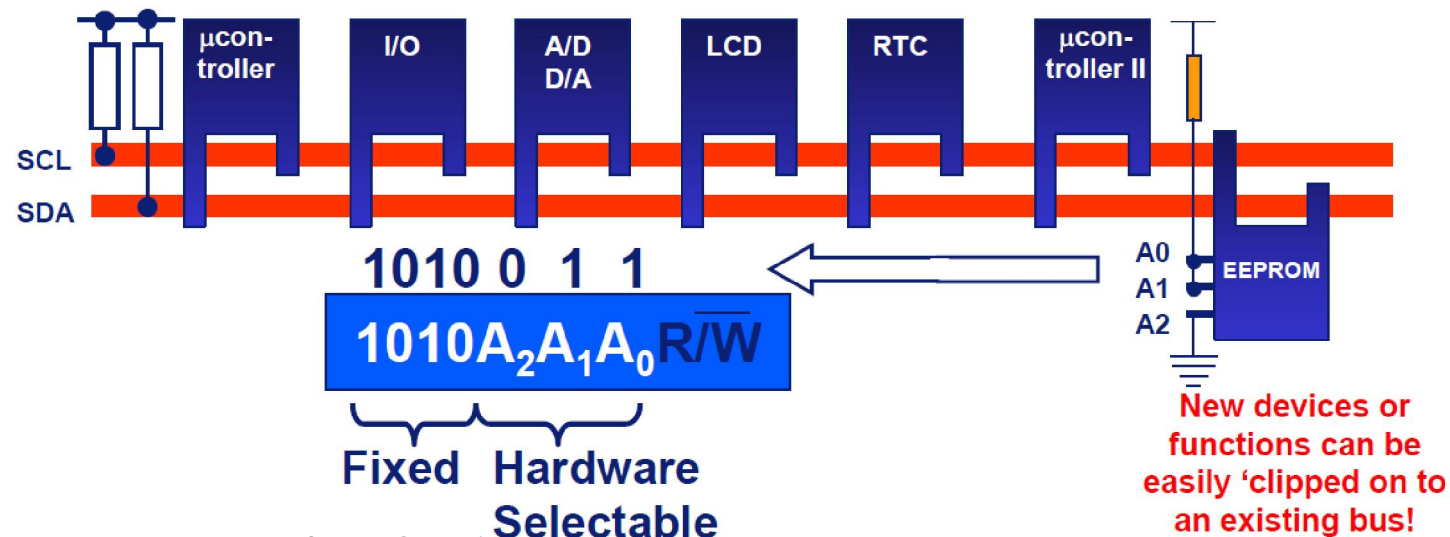 μcon-
troller
I/O
A/D
D/A
LCD
RTC
μcon-
troller II
SCL
SDA
1010 0 1 1
1010A₂A₁A₀R/W̅
Fixed
Hardware
Selectable
A0
A1
A2
EEPROM
New devices or
functions can be
easily ‘clipped on to
an existing bus!